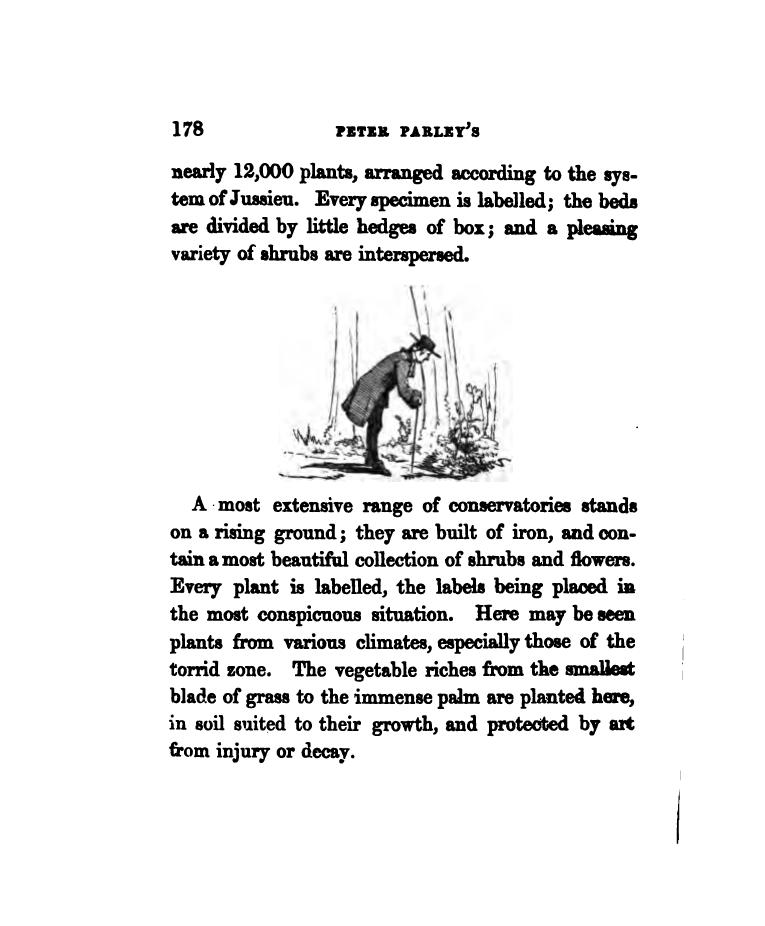 178 PETER PARLEY'S
nearly 12,000 plants, arranged according to the sys-
tem of Jussieu. Every specimen is labelled; the beds
are divided by little hedges of box; and a pleasing
variety of shrubs are interspersed.
A most extensive range of conservatories stands
on a rising ground; they are built of iron, and con-
tain a most beautiful collection of shrubs and flowers.
Every plant is labelled, the labels being placed in
the most conspicuous situation. Here may be seen
plants from various climates, especially those of the
torrid zone. The vegetable riches from the smallest
blade of grass to the immense palm are planted here,
in soil suited to their growth, and protected by art
from injury or decay.